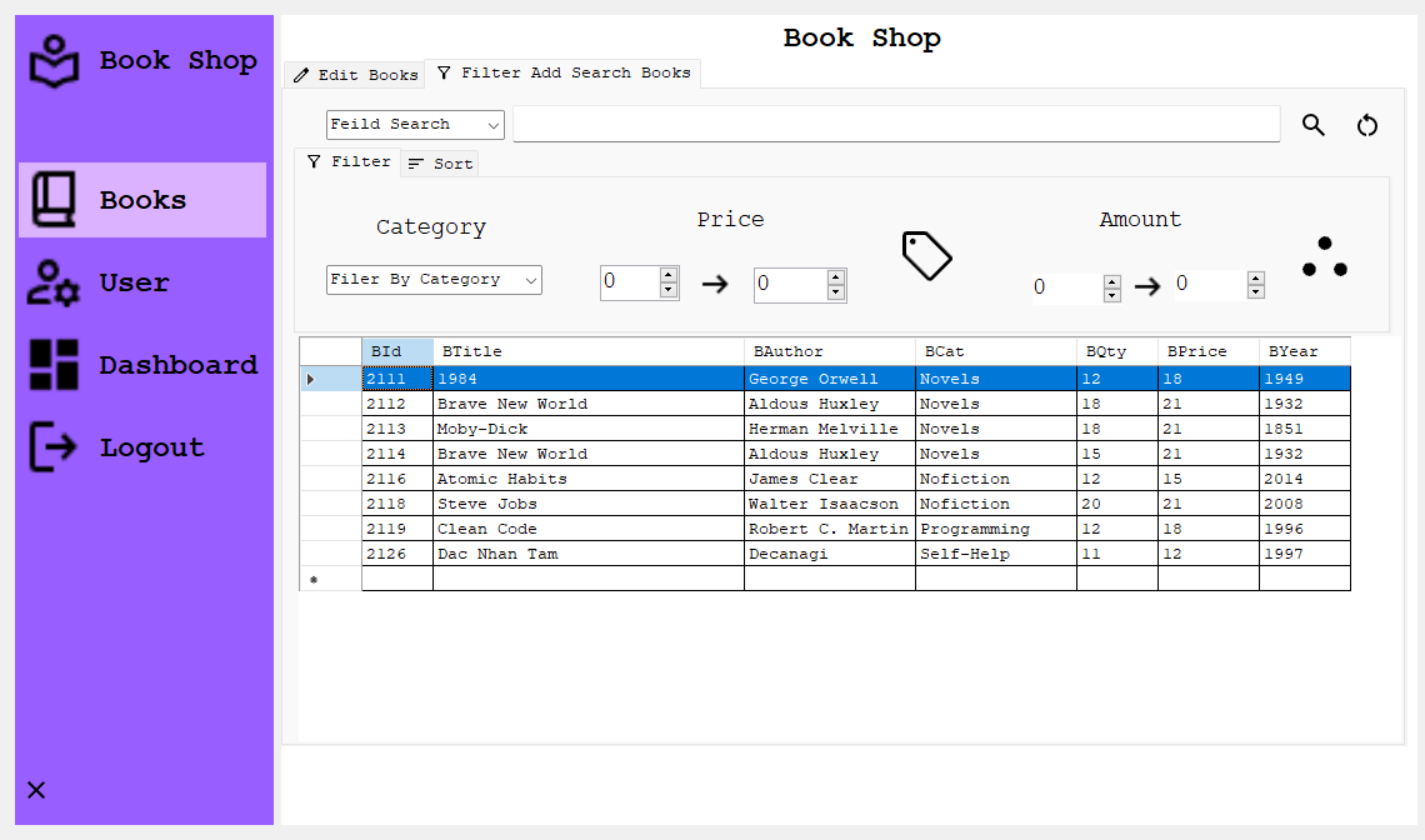 Book Shop
Books
User
Dashboard
Logout
Book Shop
Edit Books Filter Add Search Books
Feild Search
Filter Sort
Category Price Amount
Filer By Category 0 0 0 0
BId BTitle BAuthor BCat BQty BPrice BYear
2111 1984 George Orwell Novels 12 18 1949
2112 Brave New World Aldous Huxley Novels 18 21 1932
2113 Moby-Dick Herman Melville Novels 18 21 1851
2114 Brave New World Aldous Huxley Novels 15 21 1932
2116 Atomic Habits James Clear Nofiction 12 15 2014
2118 Steve Jobs Walter Isaacson Nofiction 20 21 2008
2119 Clean Code Robert C. Martin Programming 12 18 1996
2126 Dac Nhan Tam Decanagi Self-Help 11 12 1997